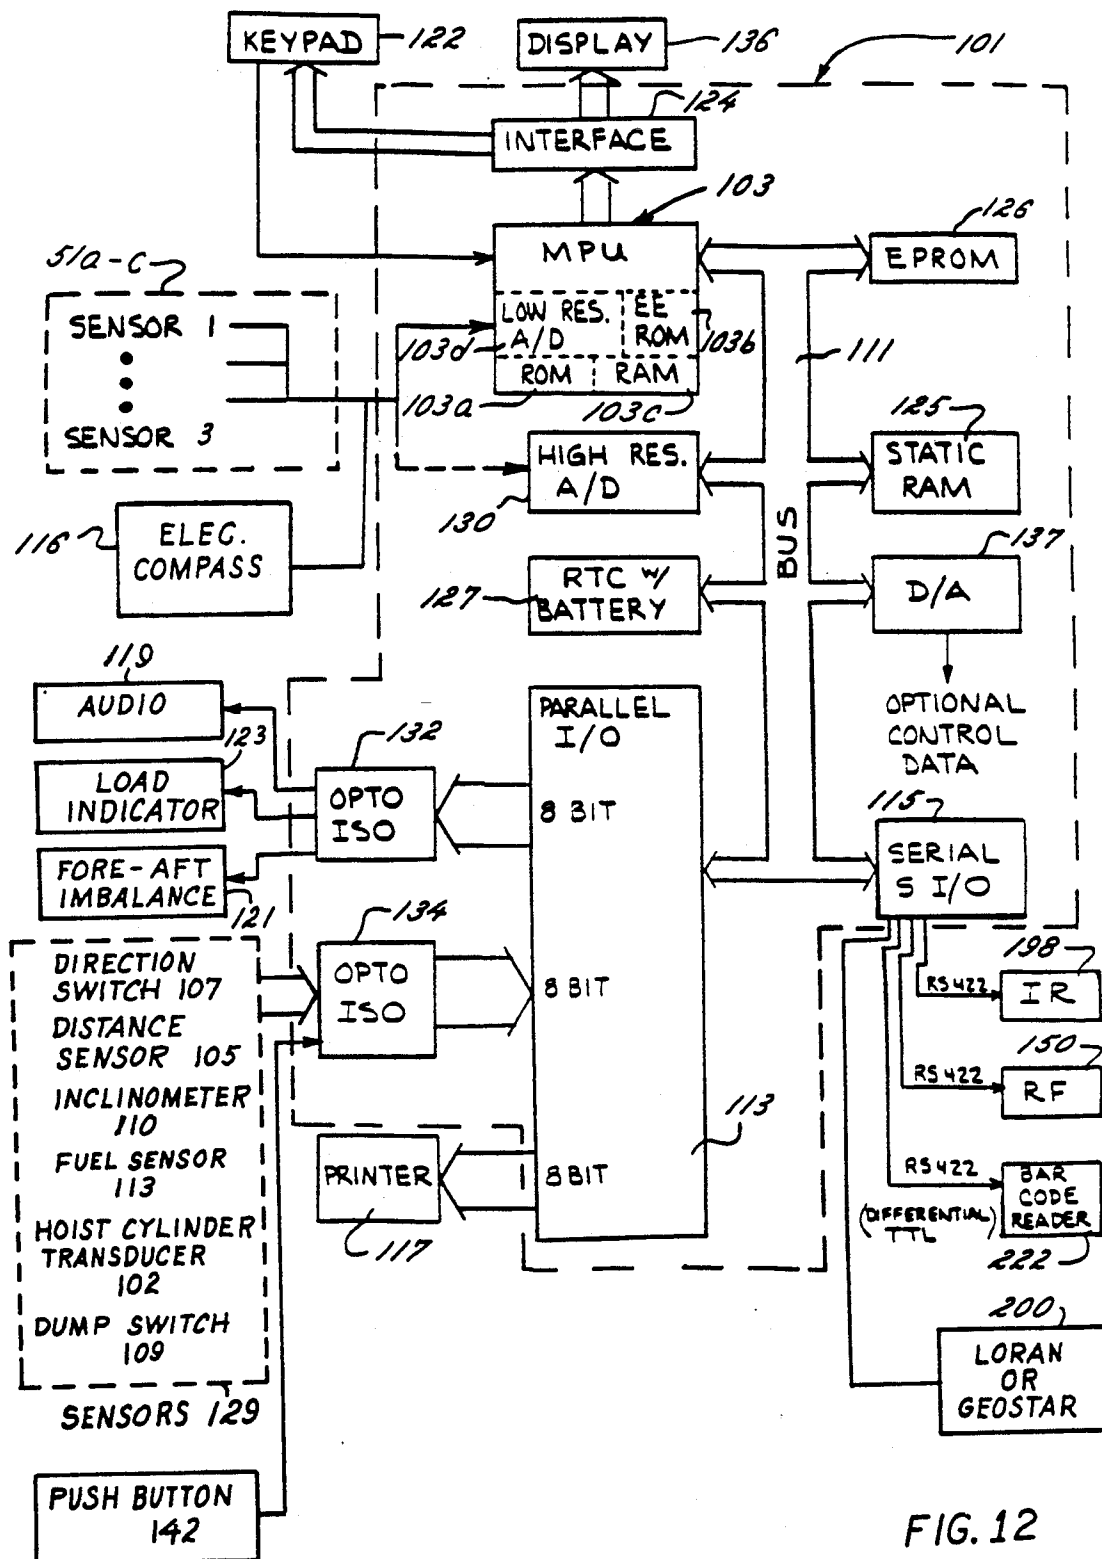 KEYPAD
122
DISPLAY
136
101
124
INTERFACE
103
MPU
126
EPROM
51a-c
SENSOR 1
SENSOR 3
LOW RES.
A/D
103d
EE
ROM
103b
ROM
RAM
103a
103c
111
BUS
HIGH RES.
A/D
130
125
STATIC
RAM
116
ELEC.
COMPASS
RTC W/
BATTERY
127
137
D/A
OPTIONAL
CONTROL
DATA
119
AUDIO
123
LOAD
INDICATOR
FORE-AFT
IMBALANCE
121
132
OPTO
ISO
PARALLEL
I/O
8 BIT
115
SERIAL
S I/O
134
OPTO
ISO
8 BIT
DIRECTION
SWITCH 107
DISTANCE
SENSOR 105
INCLINOMETER
110
FUEL SENSOR
113
HOIST CYLINDER
TRANSDUCER
102
DUMP SWITCH
109
SENSORS 129
113
8 BIT
PRINTER
117
RS422
198
IR
RS422
150
RF
RS422
(DIFFERENTIAL)
TTL
BAR
CODE
READER
222
200
LORAN
OR
GEOSTAR
PUSH BUTTON
142
FIG. 12